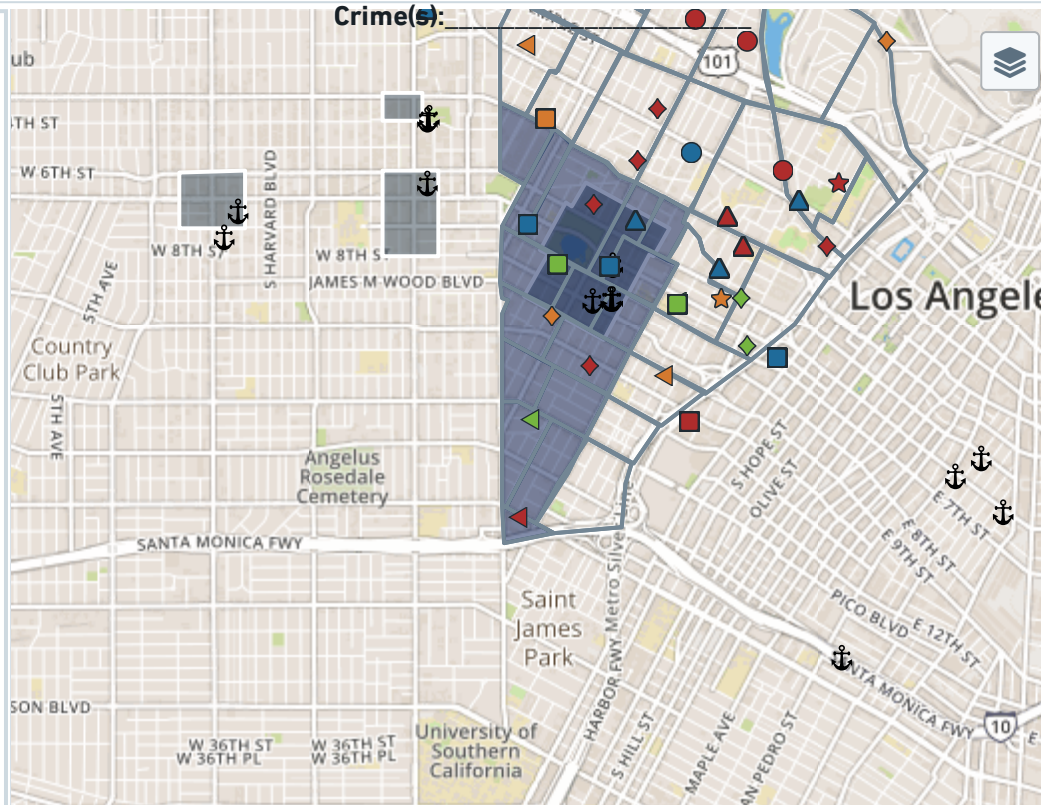 Crime(s):
ub
101
4TH ST
W 6TH ST
S HARVARD BLVD
W 8TH ST
W 8TH ST
JAMES M WOOD BLVD
5TH AVE
Los Angele
Country
Club Park
5TH AVE
Angelus
Rosedale
Cemetery
S HOPE ST
OLIVE ST
E 7TH ST
E 8TH ST
E 9TH ST
SANTA MONICA FWY
HARBOR FWY Metro Silver Line
Saint
James
Park
PICO BLVD
E 12TH ST
SANTA MONICA FWY
10
E
SON BLVD
W 36TH ST
W 36TH PL
W 36TH ST
W 36TH PL
University of
Southern
California
S HILL ST
MAPLE AVE
AN PEDRO ST